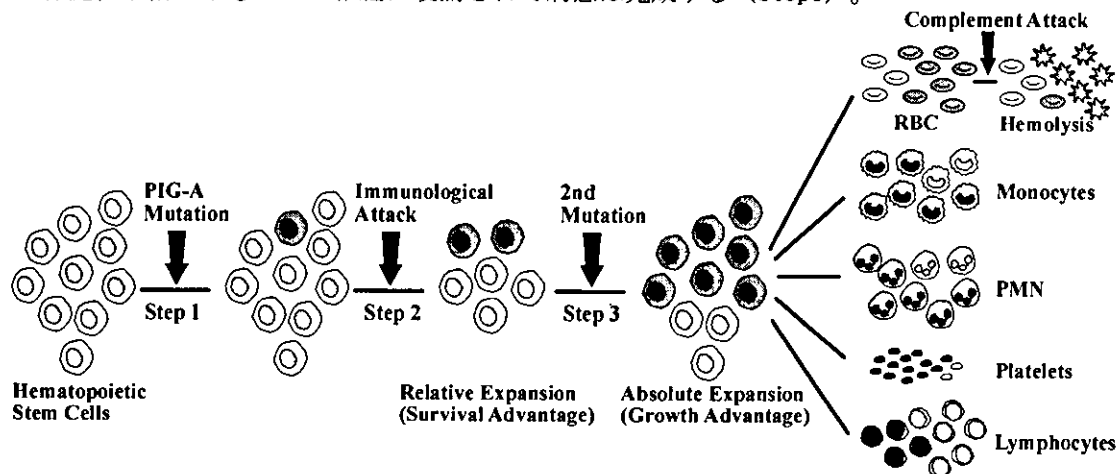 Complement Attack
RBC
Hemolysis
PIG-A
Mutation
Immunological
Attack
2nd
Mutation
Monocytes
Step 1
Step 2
Step 3
PMN
Hematopoietic
Stem Cells
Relative Expansion
(Survival Advantage)
Absolute Expansion
(Growth Advantage)
Platelets
Lymphocytes